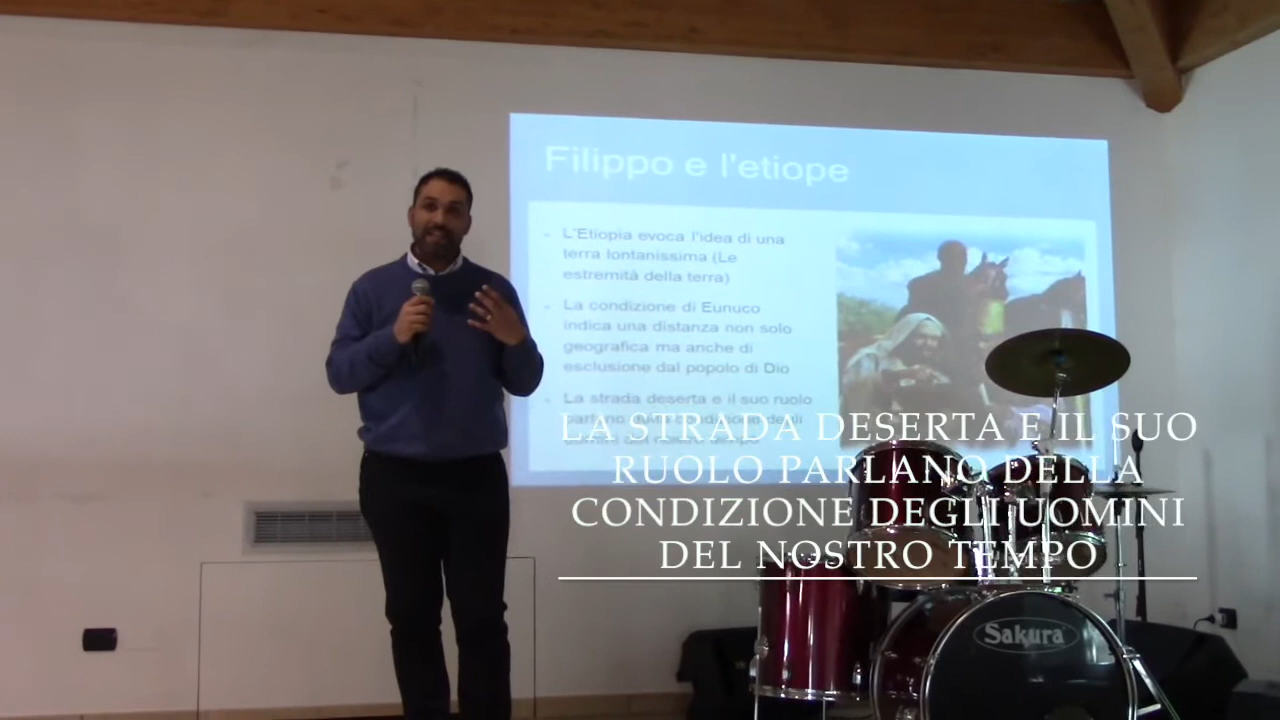 Filippo e l'etiope
L'Etiopia evoca l'idea di una
terra lontanissima (Le
estremità della terra)
La condizione di Eunuco
indica una distanza non solo
geografica ma anche di
esclusione dal popolo di Dio
La strada deserta e il suo ruolo
LA STRADA DESERTA E IL SUO
RUOLO PARLANO DELLA
CONDIZIONE DEGLI UOMINI
DEL NOSTRO TEMPO
Sakura